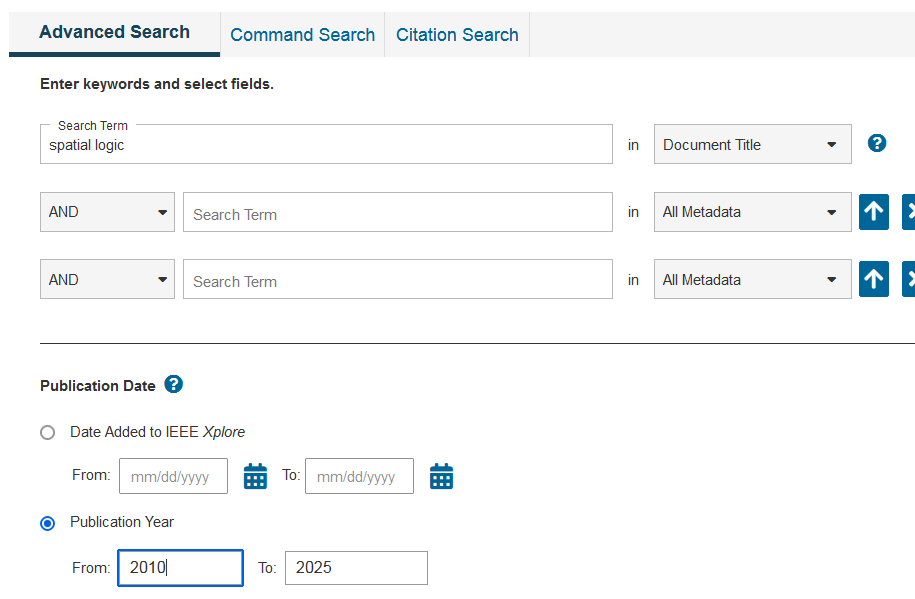 Advanced Search Command Search Citation Search
Enter keywords and select fields.
Search Term
spatial logic in Document Title ?
AND Search Term in All Metadata
AND Search Term in All Metadata
Publication Date ?
Date Added to IEEE Xplore
From: mm/dd/yyyy To: mm/dd/yyyy
Publication Year
From: 2010 To: 2025